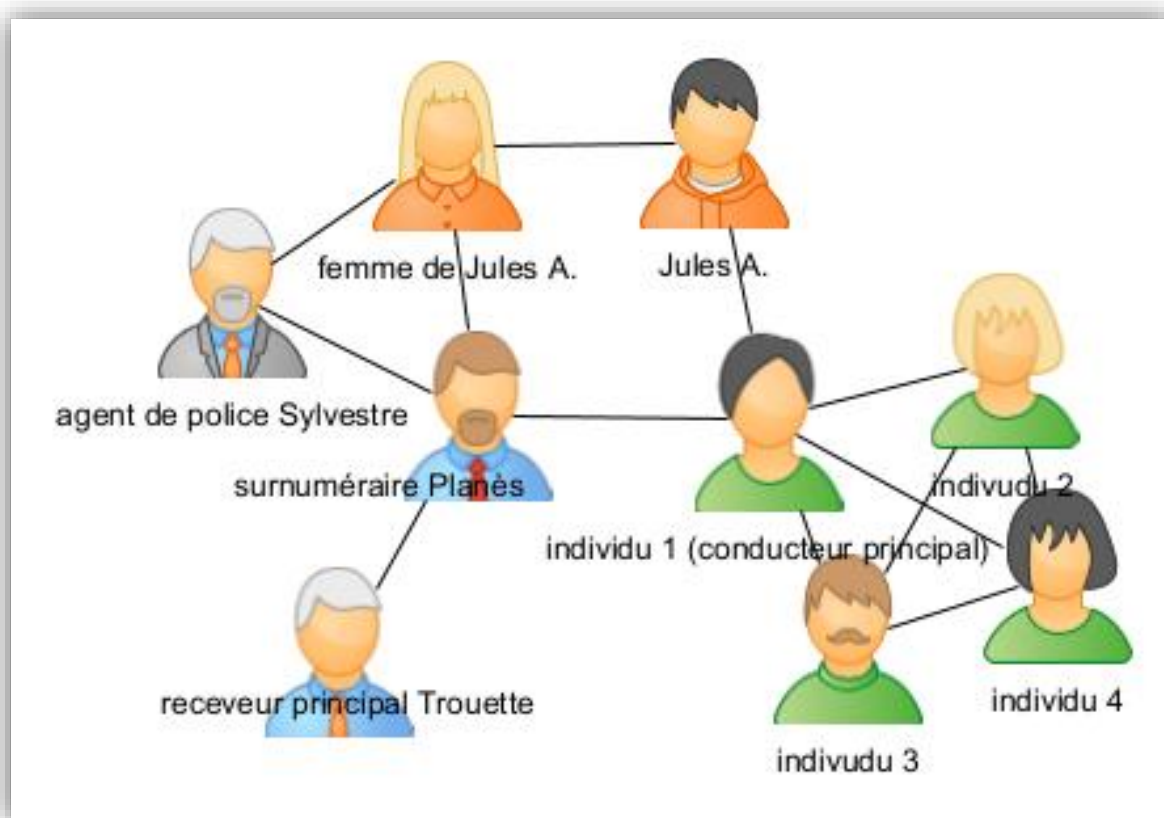 femme de Jules A.
Jules A.
agent de police Sylvestre
surnuméraire Planès
indivudu 2
individu 1 (conducteur principal)
receveur principal Trouette
individu 4
indivudu 3